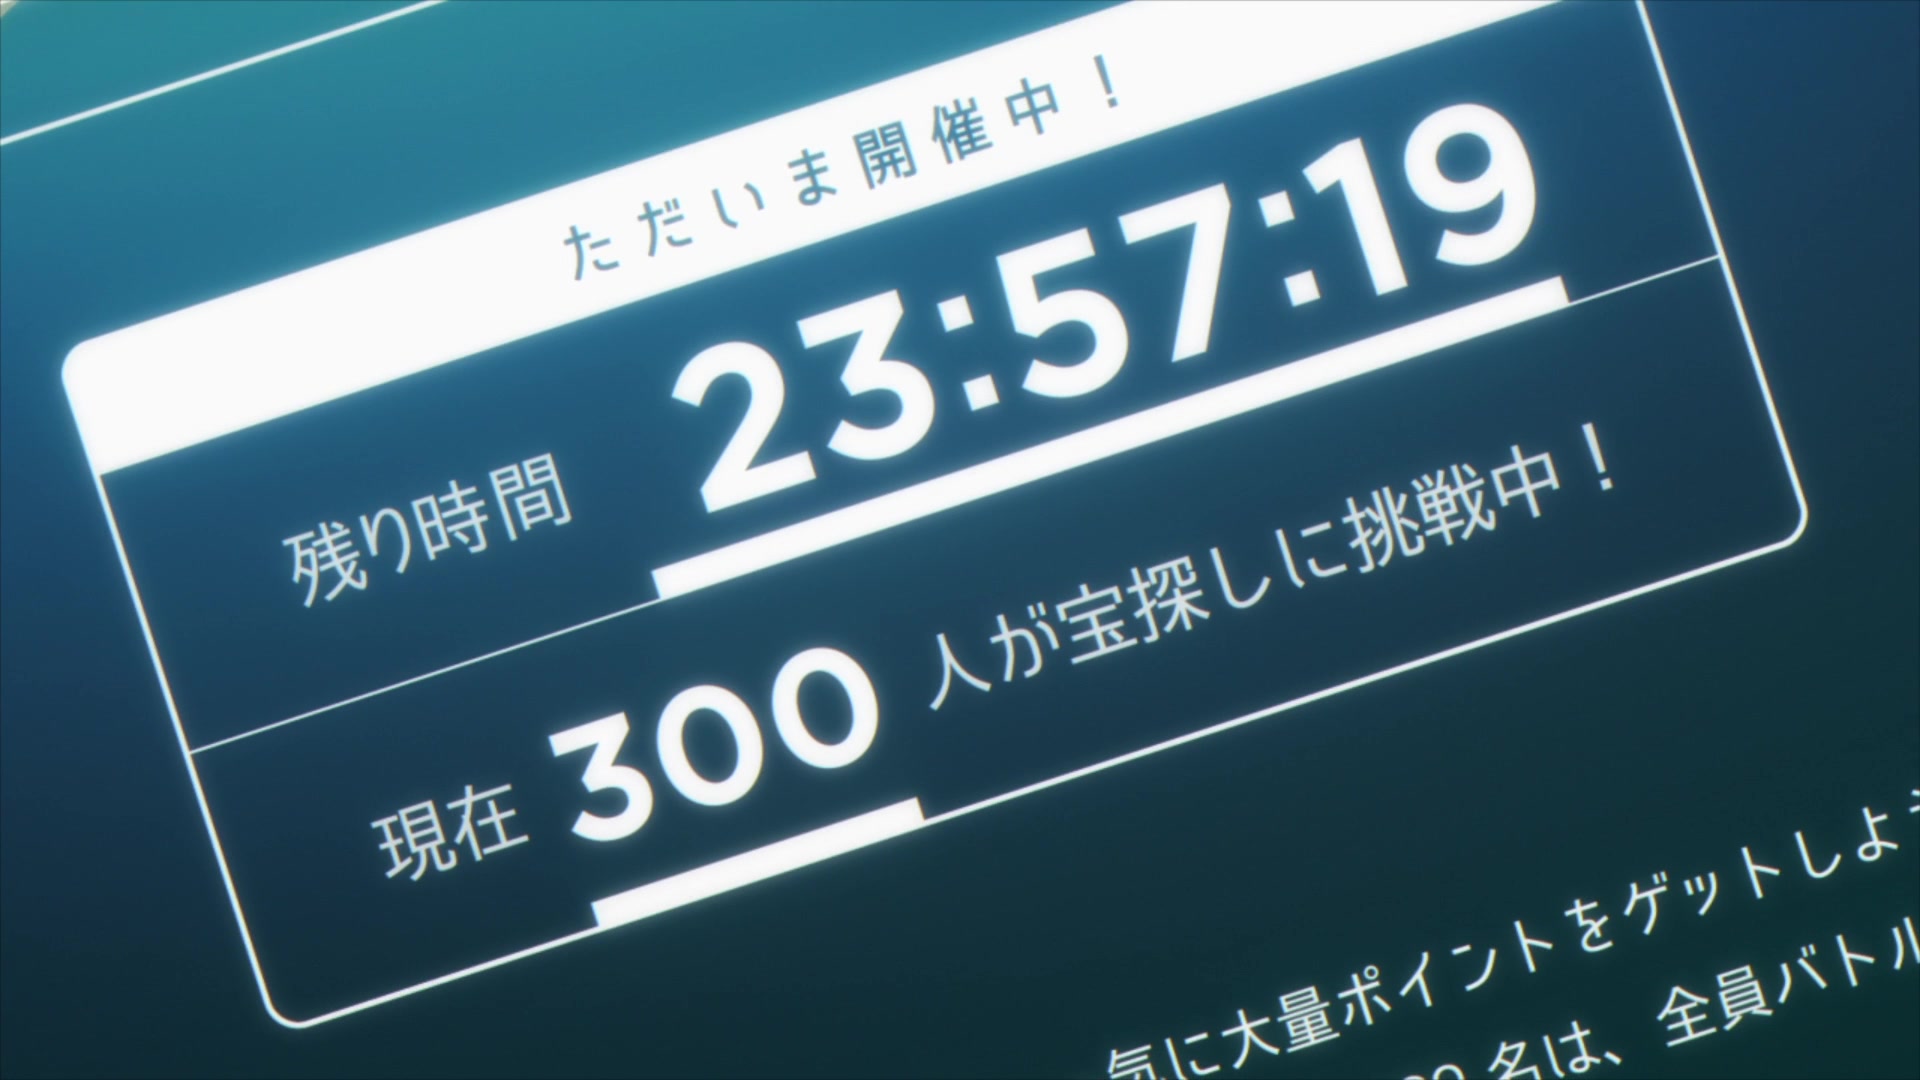 ただいま開催中！
残り時間 23:57:19
現在 300 人が宝探しに挑戦中！
気に大量ポイントをゲットしよ
名は、全員バトル